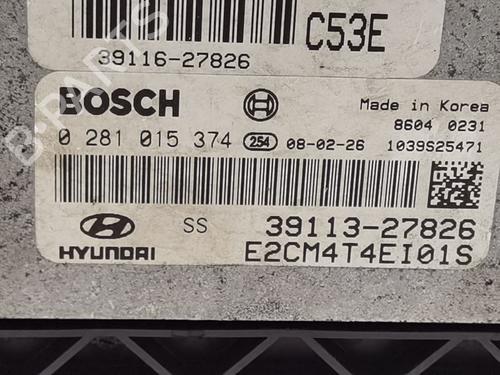 C53E
39116-27826
B-PARTS
BOSCH
Made in Korea
8604 0231
0 281 015 374 254 08-02-26 1039S25471
SS 39113-27826
HYUNDAI E2CM4T4EI01S